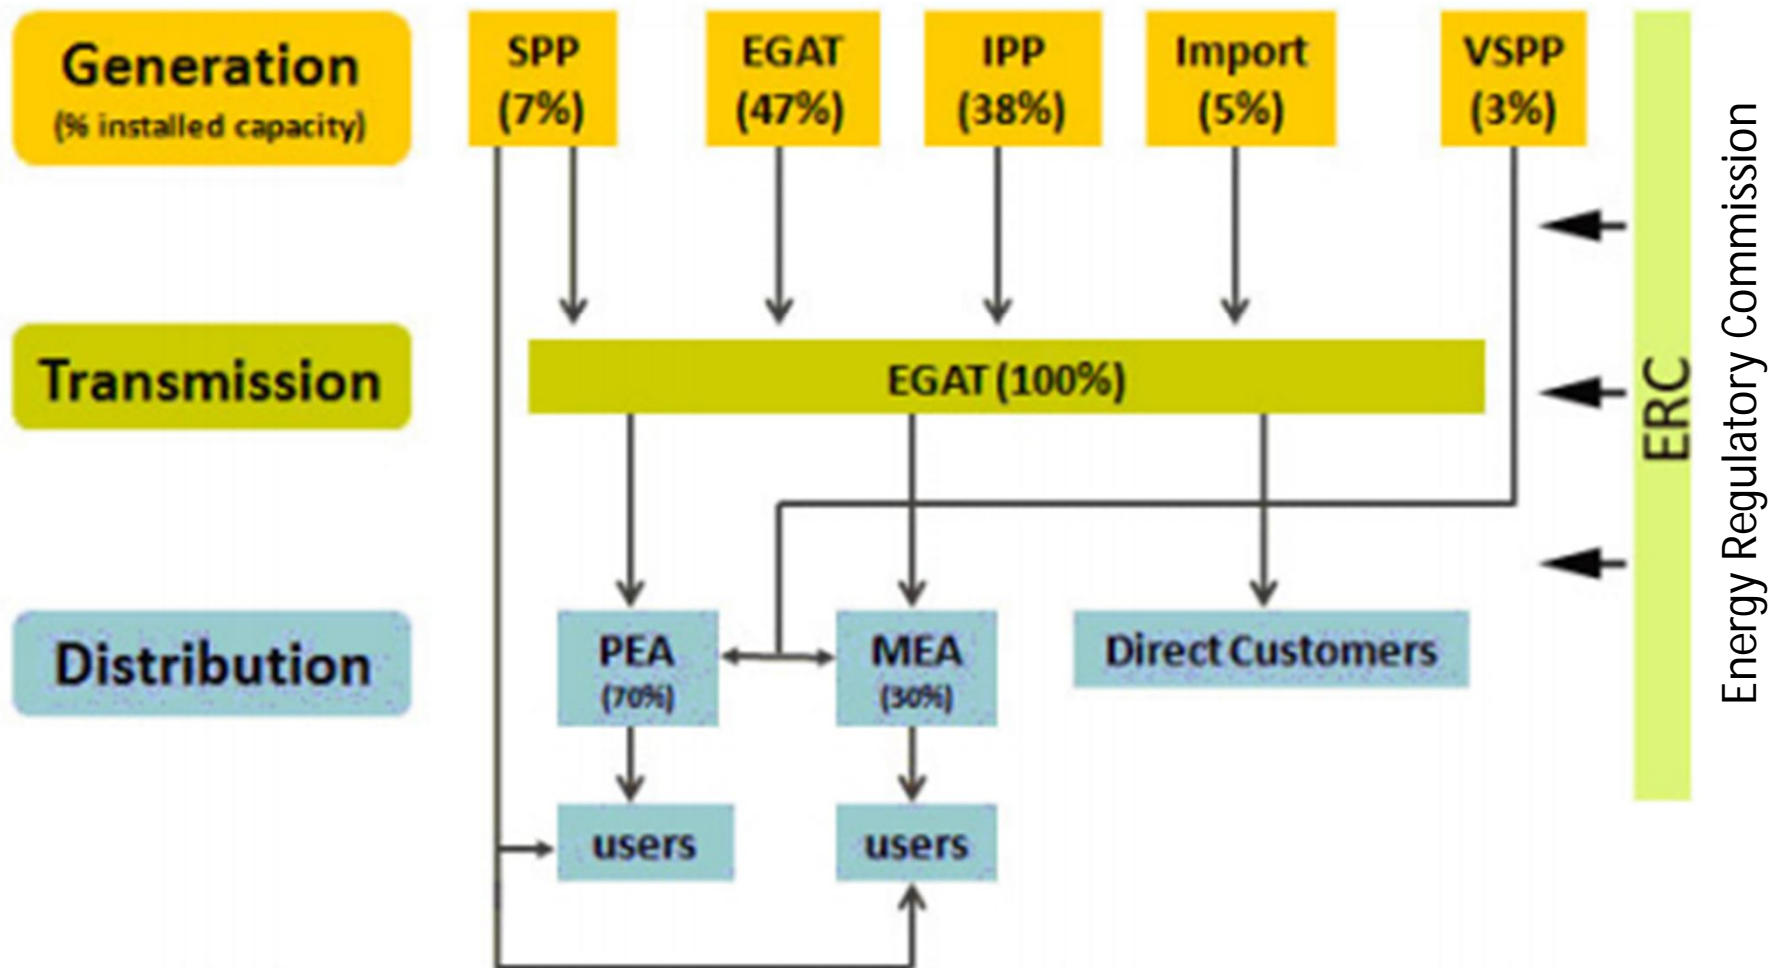 Generation
(% installed capacity)
SPP
(7%)
EGAT
(47%)
IPP
(38%)
Import
(5%)
VSPP
(3%)
Transmission
EGAT (100%)
Distribution
PEA
(70%)
MEA
(30%)
Direct Customers
users
users
ERC
Energy Regulatory Commission